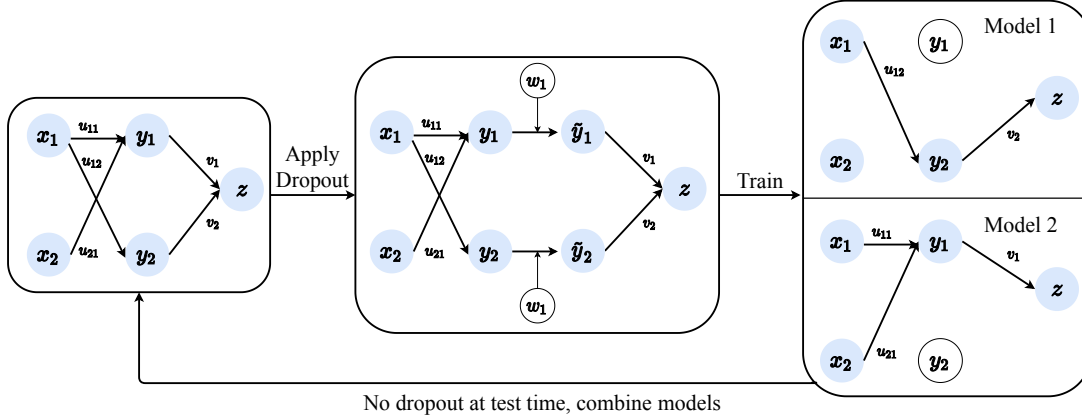 x₁
u₁₁
y₁
u₁₂
v₁
z
v₂
x₂
u₂₁
y₂
Apply
Dropout
w₁
x₁
u₁₁
y₁
ỹ₁
u₁₂
v₁
z
v₂
x₂
u₂₁
y₂
ỹ₂
w₁
Train
Model 1
x₁
y₁
u₁₂
z
v₂
x₂
y₂
Model 2
x₁
u₁₁
y₁
v₁
z
x₂
u₂₁
y₂
No dropout at test time, combine models